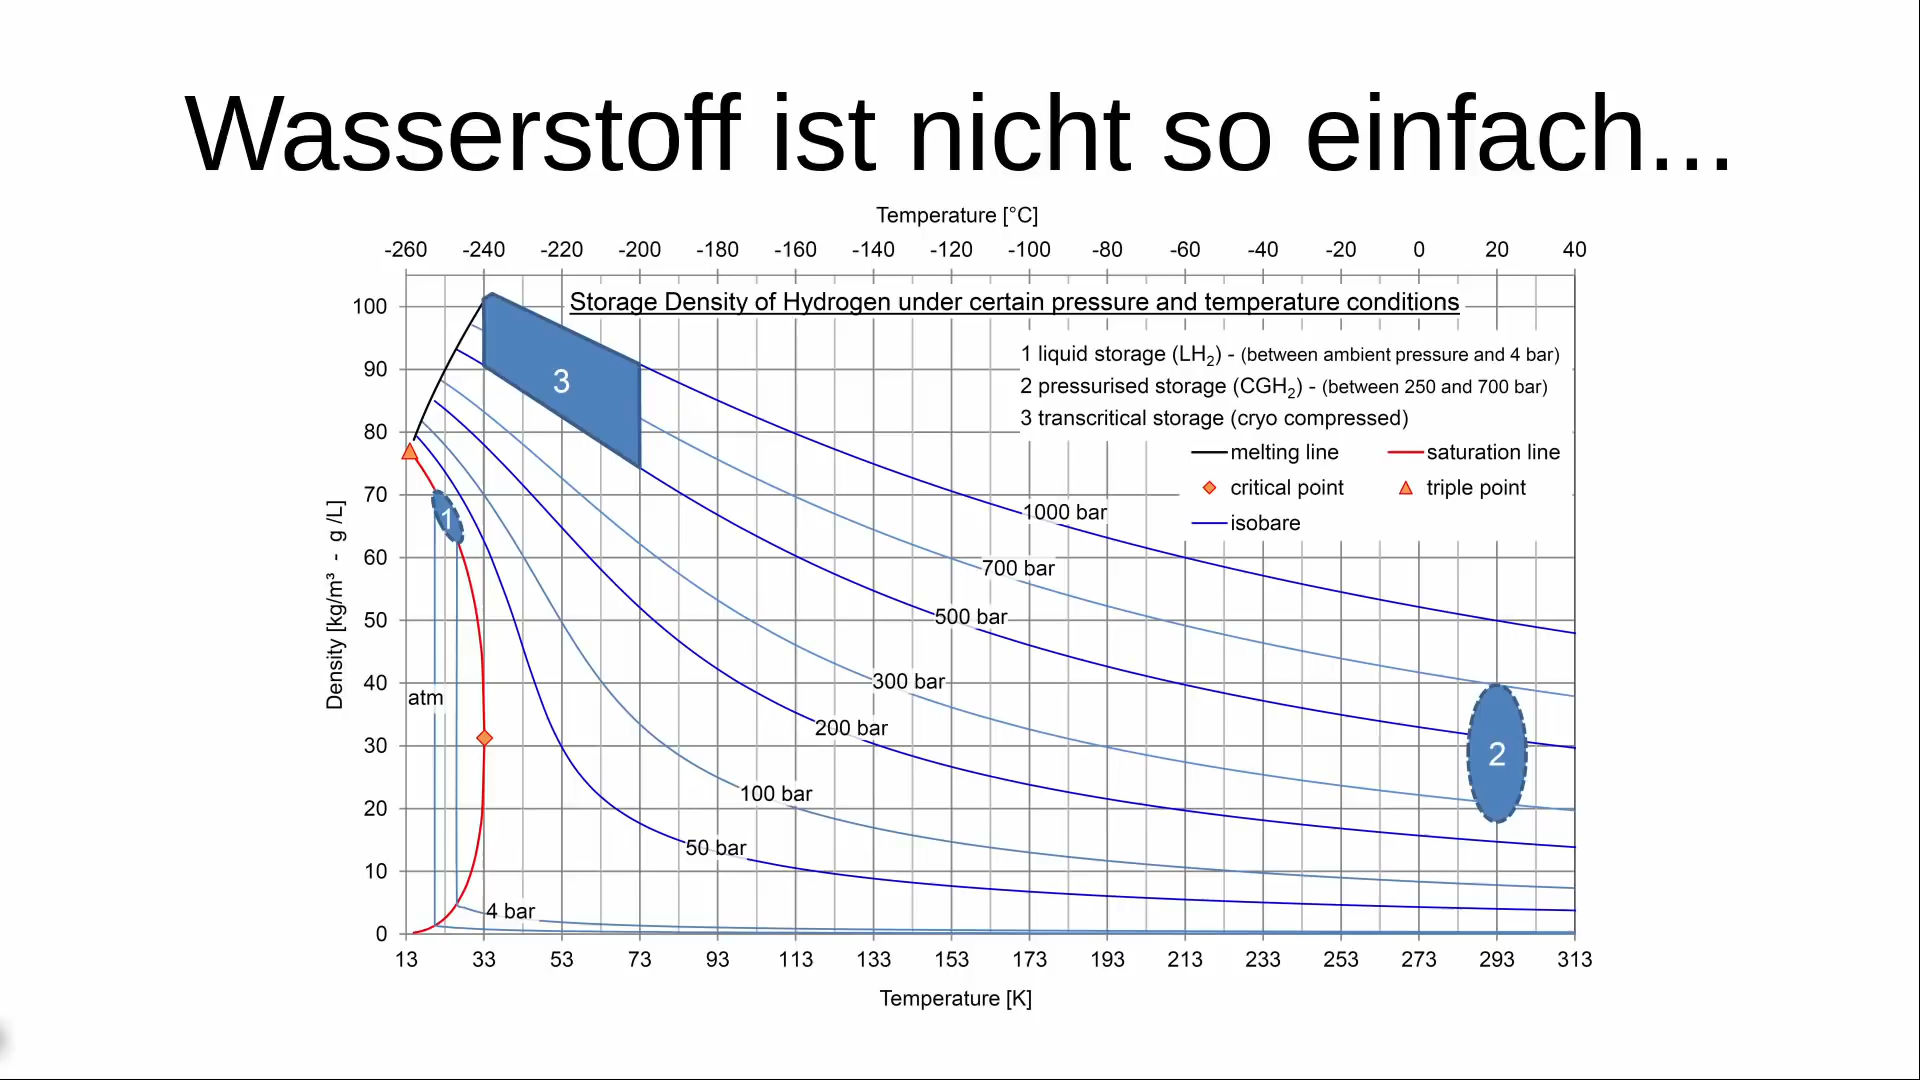 Wasserstoff ist nicht so einfach...
Temperature [°C]
-260 -240 -220 -200 -180 -160 -140 -120 -100 -80 -60 -40 -20 0 20 40
Storage Density of Hydrogen under certain pressure and temperature conditions
1 liquid storage (LH₂) - (between ambient pressure and 4 bar)
2 pressurised storage (CGH₂) - (between 250 and 700 bar)
3 transcritical storage (cryo compressed)
melting line saturation line
critical point triple point
isobare
Density [kg/m³ - g /L]
100
90
80
70
60
50
40
30
20
10
0
3
1
2
1000 bar
700 bar
500 bar
300 bar
200 bar
100 bar
50 bar
4 bar
atm
13 33 53 73 93 113 133 153 173 193 213 233 253 273 293 313
Temperature [K]